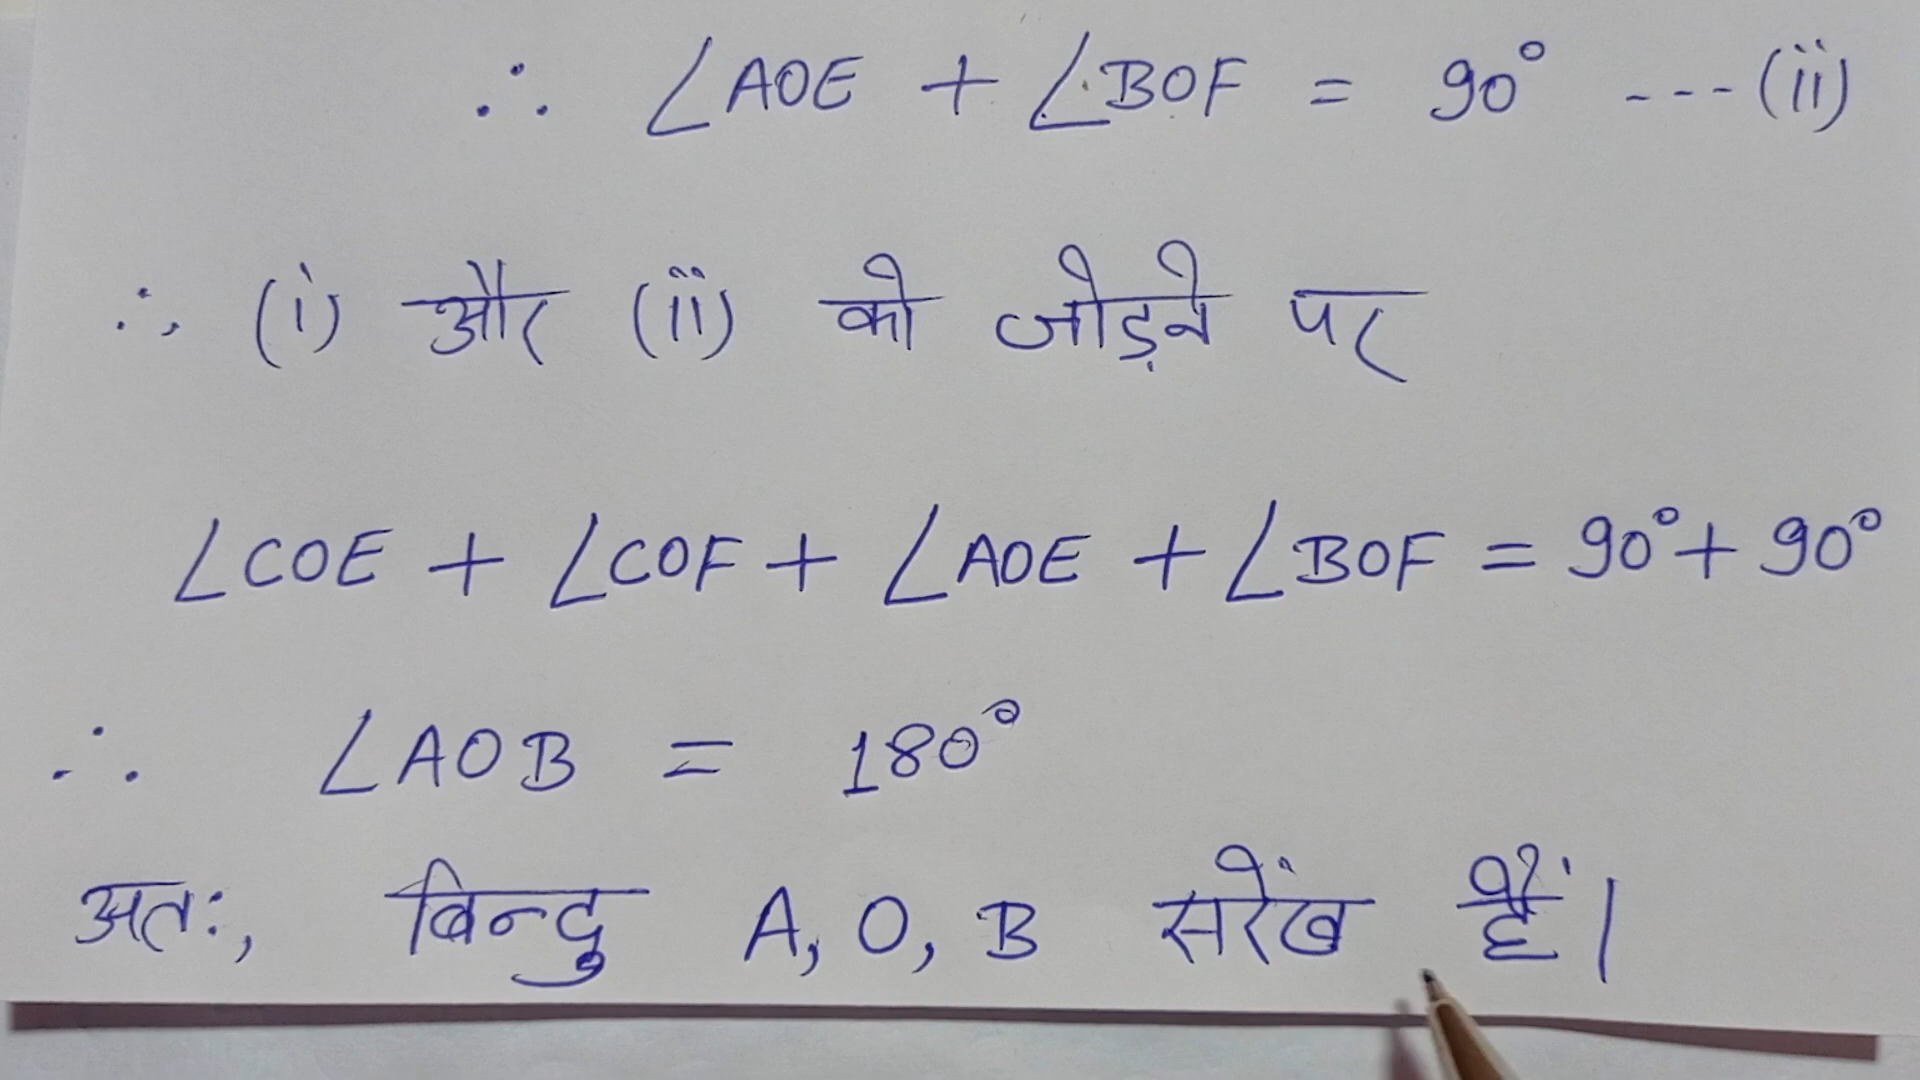 ∴ ∠AOE + ∠BOF = 90° ---(ii)
∴, (i) और (ii) को जोड़ने पर
∠COE + ∠COF + ∠AOE + ∠BOF = 90°+ 90°
∴ ∠AOB = 180°
अतः, बिन्दु A, O, B सरेंख हैं।